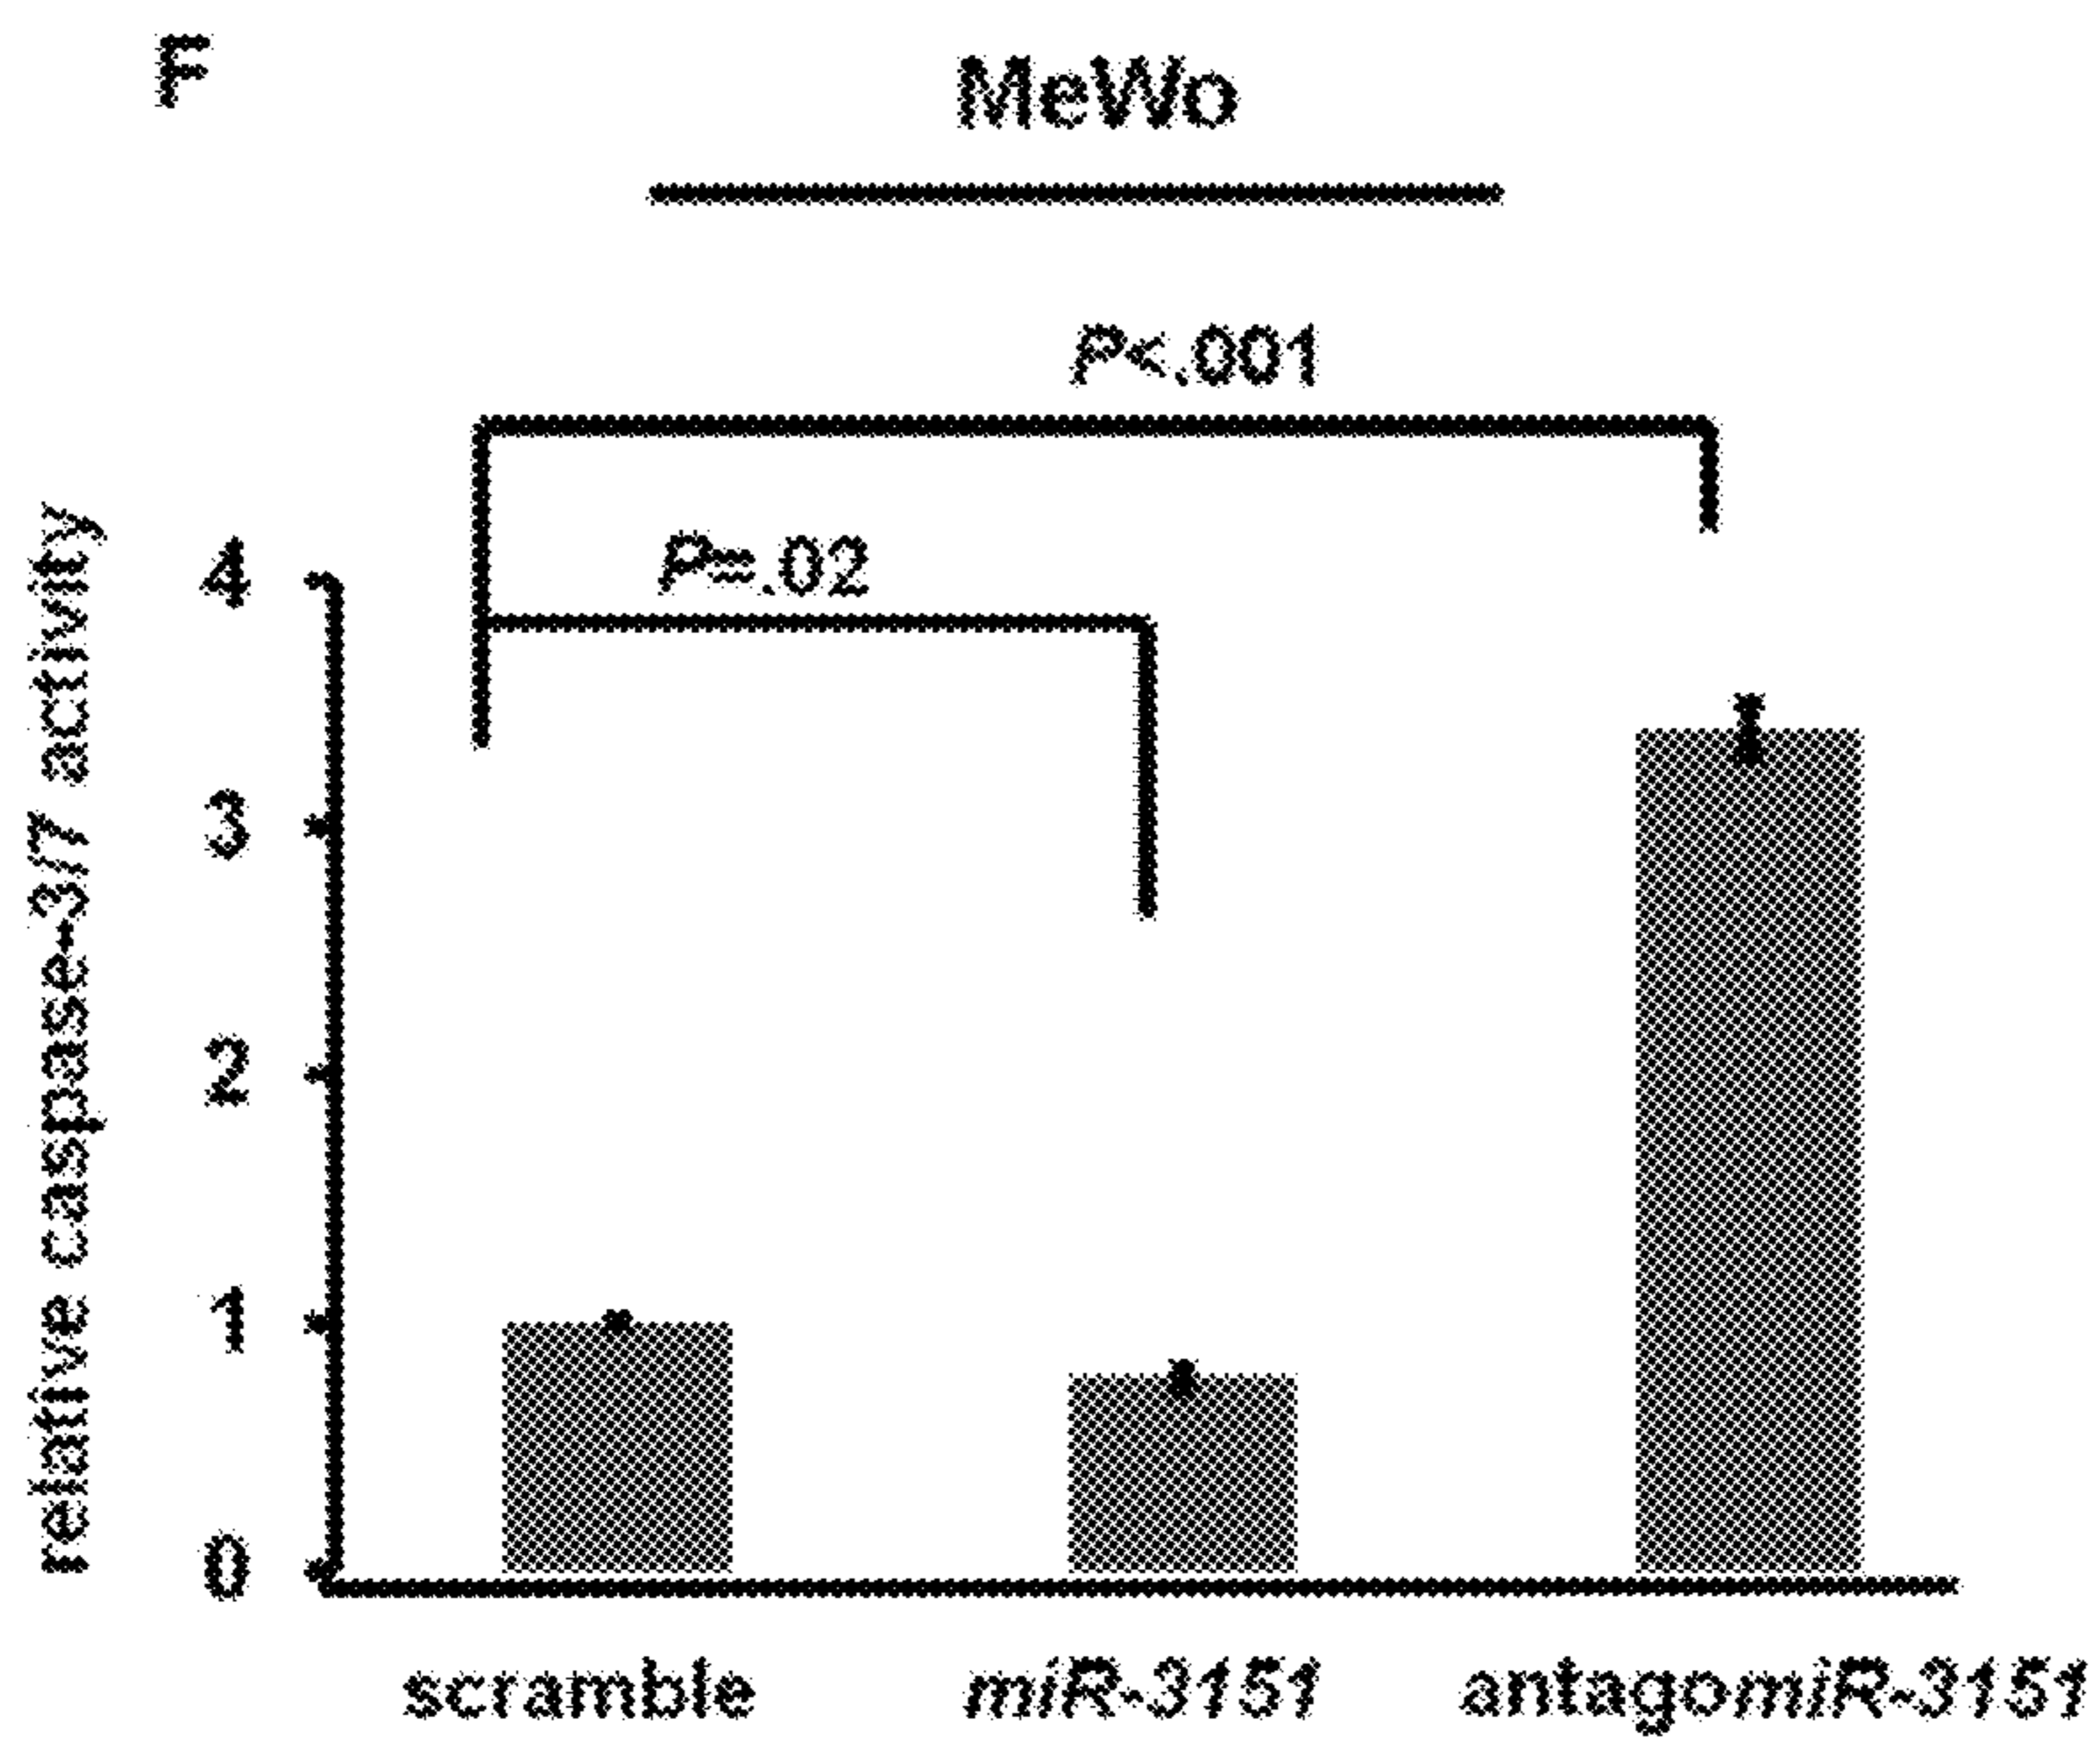 F
MeWo
P<.001
P=.02
relative caspase-3/7 activity
4
3
2
1
0
scramble miR-3151 antagomiR-3151